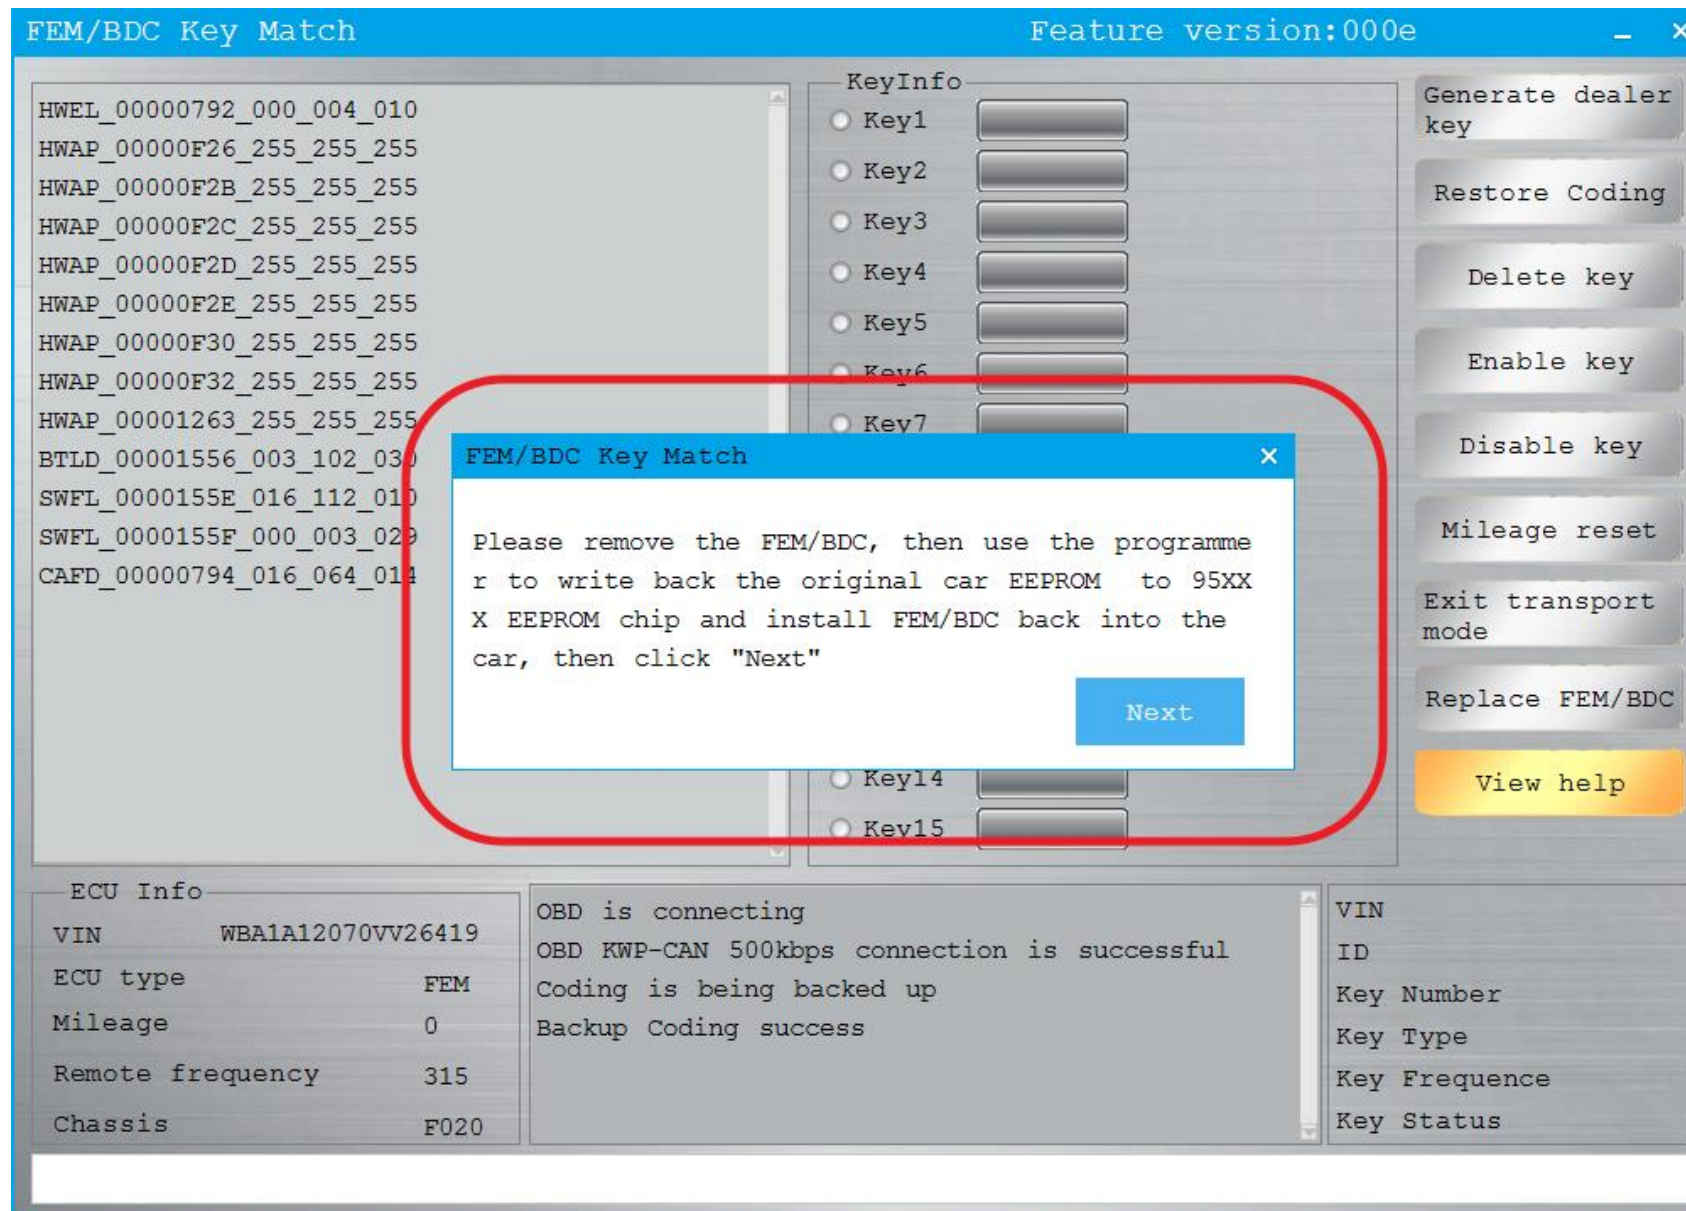 FEM/BDC Key Match
Feature version:000e
HWEL_00000792_000_004_010
HWAP_00000F26_255_255_255
HWAP_00000F2B_255_255_255
HWAP_00000F2C_255_255_255
HWAP_00000F2D_255_255_255
HWAP_00000F2E_255_255_255
HWAP_00000F30_255_255_255
HWAP_00000F32_255_255_255
HWAP_00001263_255_255_255
BTLD_00001556_003_102_030
SWFL_0000155E_016_112_010
SWFL_0000155F_000_003_029
CAFD_00000794_016_064_014
KeyInfo
Key1
Key2
Key3
Key4
Key5
Key6
Key7
Key14
Key15
FEM/BDC Key Match
Please remove the FEM/BDC, then use the programme
r to write back the original car EEPROM to 95XX
X EEPROM chip and install FEM/BDC back into the
car, then click "Next"
Next
Generate dealer
key
Restore Coding
Delete key
Enable key
Disable key
Mileage reset
Exit transport
mode
Replace FEM/BDC
View help
ECU Info
VIN WBA1A12070VV26419
ECU type FEM
Mileage 0
Remote frequency 315
Chassis F020
OBD is connecting
OBD KWP-CAN 500kbps connection is successful
Coding is being backed up
Backup Coding success
VIN
ID
Key Number
Key Type
Key Frequence
Key Status